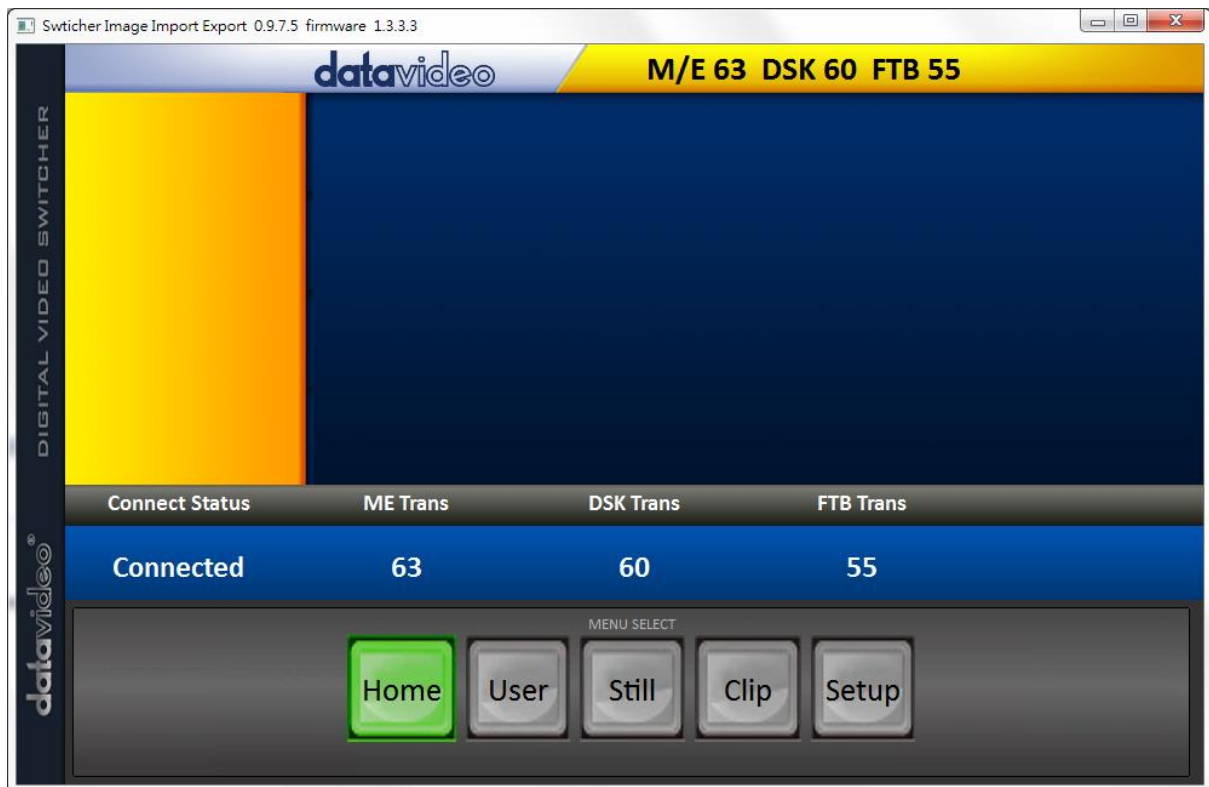 Swticher Image Import Export 0.9.7.5 firmware 1.3.3.3
datavideo
M/E 63 DSK 60 FTB 55
DIGITAL VIDEO SWITCHER
datavideo®
Connect Status ME Trans DSK Trans FTB Trans
Connected 63 60 55
MENU SELECT
Home User Still Clip Setup